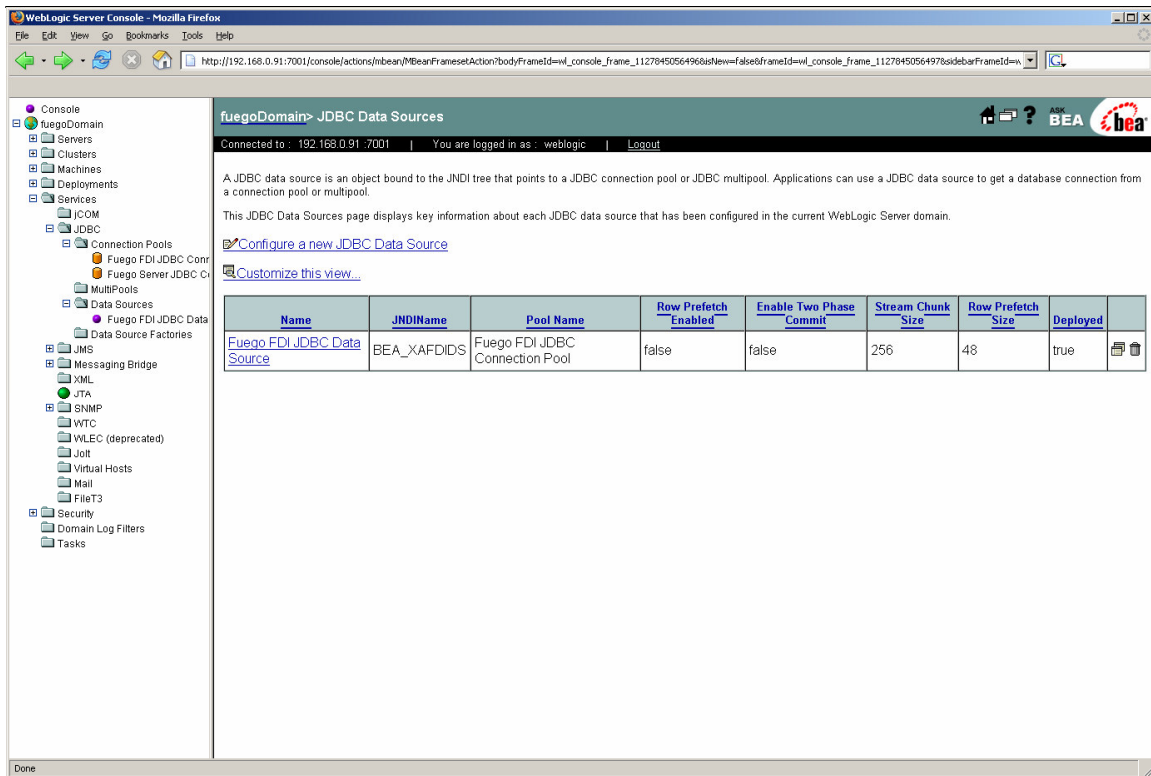 WebLogic Server Console - Mozilla Firefox
File Edit View Go Bookmarks Tools Help
http://192.168.0.91:7001/console/actions/mbean/MBeanFramesetAction?bodyFrameId=wl_console_frame_1127845056496&isNew=false&frameId=wl_console_frame_1127845056497&sidebarFrameId=w
Console
fuegoDomain
Servers
Clusters
Machines
Deployments
Services
jCOM
JDBC
Connection Pools
Fuego FDI JDBC Conn
Fuego Server JDBC Co
MultiPools
Data Sources
Fuego FDI JDBC Data
Data Source Factories
JMS
Messaging Bridge
XML
JTA
SNMP
WTC
WLEC (deprecated)
Jolt
Virtual Hosts
Mail
FileT3
Security
Domain Log Filters
Tasks
fuegoDomain> JDBC Data Sources
? ASK BEA bea
Connected to : 192.168.0.91 :7001 | You are logged in as : weblogic | Logout
A JDBC data source is an object bound to the JNDI tree that points to a JDBC connection pool or JDBC multipool. Applications can use a JDBC data source to get a database connection from
a connection pool or multipool.
This JDBC Data Sources page displays key information about each JDBC data source that has been configured in the current WebLogic Server domain.
Configure a new JDBC Data Source
Customize this view...
Name JNDIName Pool Name Row Prefetch Enabled Enable Two Phase Commit Stream Chunk Size Row Prefetch Size Deployed
Fuego FDI JDBC Data Source BEA_XAFDIDS Fuego FDI JDBC Connection Pool false false 256 48 true
Done